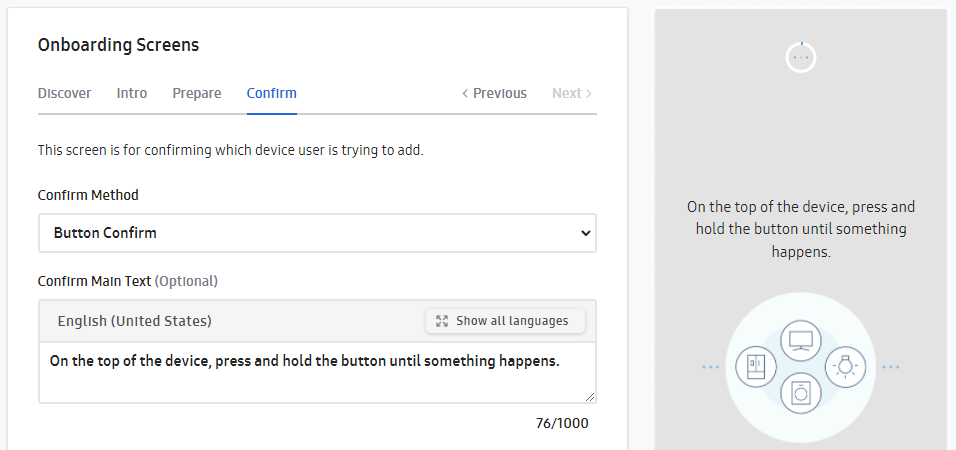 Onboarding Screens
Discover Intro Prepare Confirm < Previous Next >
This screen is for confirming which device user is trying to add.
Confirm Method
Button Confirm
Confirm Main Text (Optional)
English (United States) Show all languages
On the top of the device, press and hold the button until something happens.
76/1000
On the top of the device, press and
hold the button until something
happens.